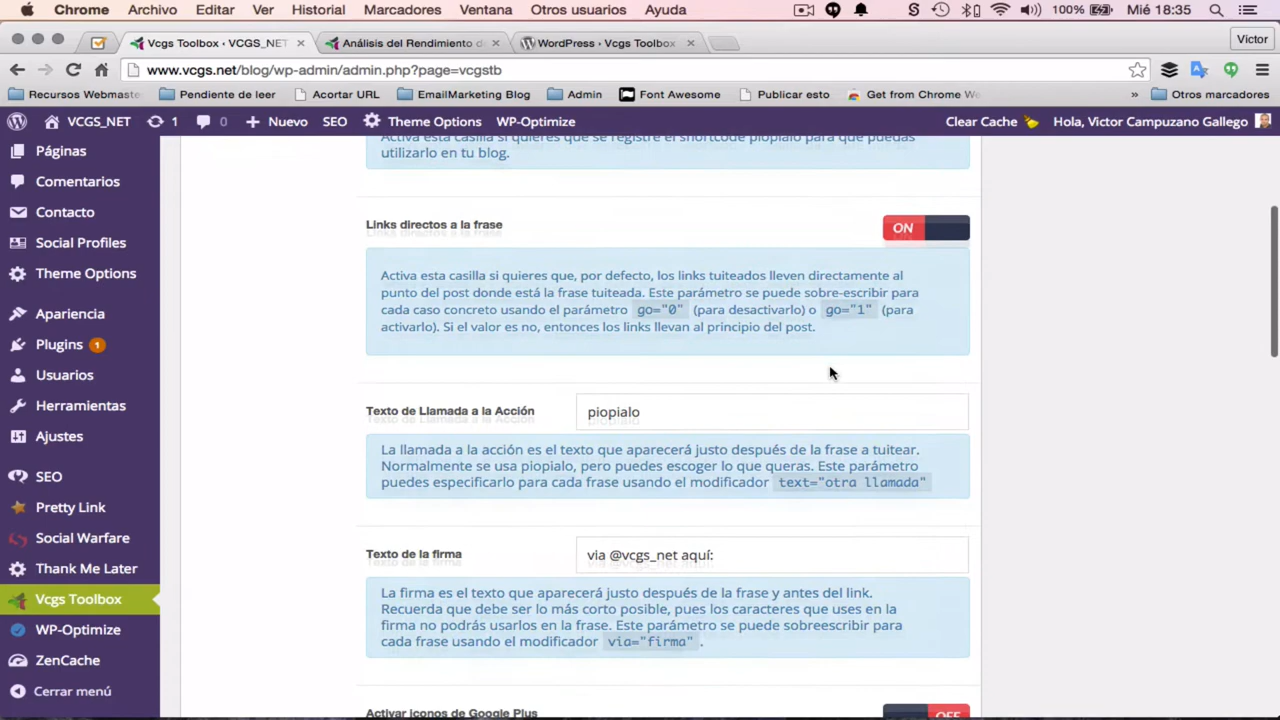 Chrome Archivo Editar Ver Historial Marcadores Ventana Otros usuarios Ayuda 100% Mié 18:35
Vcgs Toolbox · VCGS_NET × Análisis del Rendimiento d × WordPress › Vcgs Toolbox × Victor
www.vcgs.net/blog/wp-admin/admin.php?page=vcgstb
Recursos Webmaste Pendiente de leer Acortar URL EmailMarketing Blog Admin Font Awesome Publicar esto Get from Chrome We » Otros marcadores
VCGS_NET 1 0 + Nuevo SEO Theme Options WP-Optimize Clear Cache Hola, Victor Campuzano Gallego
Páginas
Comentarios
Contacto
Social Profiles
Theme Options
Apariencia
Plugins 1
Usuarios
Herramientas
Ajustes
SEO
Pretty Link
Social Warfare
Thank Me Later
Vcgs Toolbox
WP-Optimize
ZenCache
Cerrar menú
Activa esta casilla si quieres que se registre el shortcode piopialo para que puedas
utilizarlo en tu blog.
Links directos a la frase ON
Activa esta casilla si quieres que, por defecto, los links tuiteados lleven directamente al
punto del post donde está la frase tuiteada. Este parámetro se puede sobre-escribir para
cada caso concreto usando el parámetro go="0" (para desactivarlo) o go="1" (para
activarlo). Si el valor es no, entonces los links llevan al principio del post.
Texto de Llamada a la Acción piopialo
La llamada a la acción es el texto que aparecerá justo después de la frase a tuitear.
Normalmente se usa piopialo, pero puedes escoger lo que queras. Este parámetro
puedes especificarlo para cada frase usando el modificador text="otra llamada"
Texto de la firma via @vcgs_net aquí:
La firma es el texto que aparecerá justo después de la frase y antes del link.
Recuerda que debe ser lo más corto posible, pues los caracteres que uses en la
firma no podrás usarlos en la frase. Este parámetro se puede sobreescribir para
cada frase usando el modificador via="firma" .
Activar iconos de Google Plus OFF